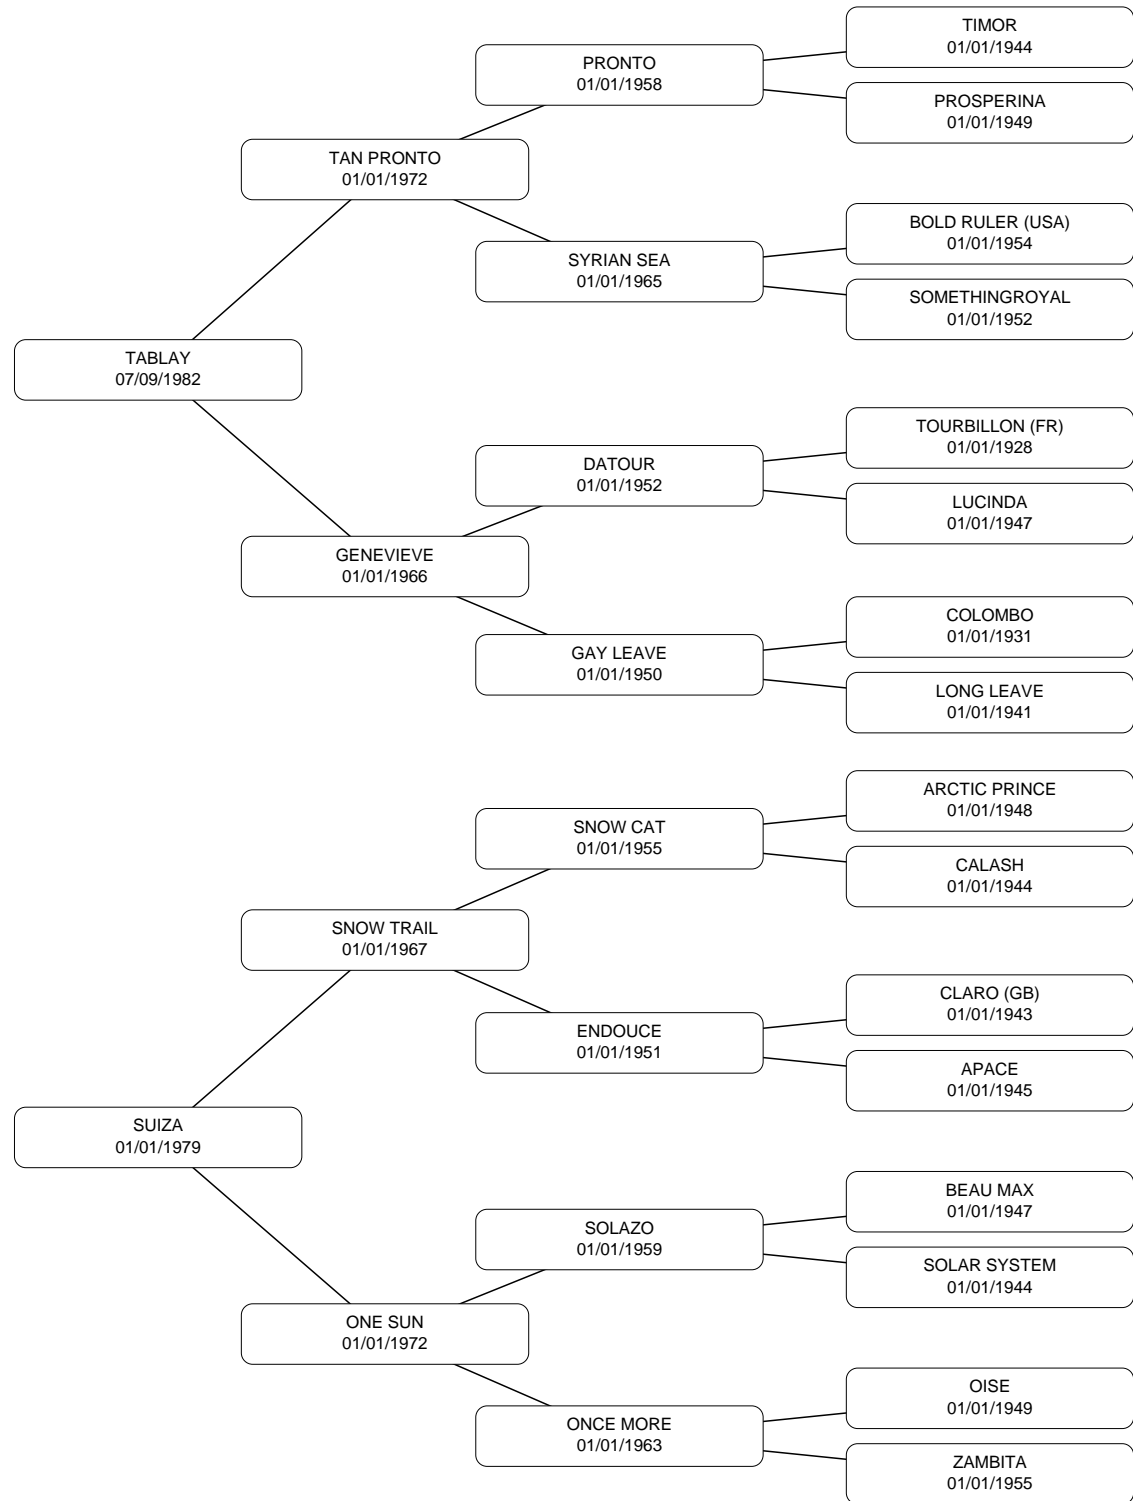 TIMOR
01/01/1944
PRONTO
01/01/1958
PROSPERINA
01/01/1949
TAN PRONTO
01/01/1972
BOLD RULER (USA)
01/01/1954
SYRIAN SEA
01/01/1965
SOMETHINGROYAL
01/01/1952
TABLAY
07/09/1982
TOURBILLON (FR)
01/01/1928
DATOUR
01/01/1952
LUCINDA
01/01/1947
GENEVIEVE
01/01/1966
COLOMBO
01/01/1931
GAY LEAVE
01/01/1950
LONG LEAVE
01/01/1941
ARCTIC PRINCE
01/01/1948
SNOW CAT
01/01/1955
CALASH
01/01/1944
SNOW TRAIL
01/01/1967
CLARO (GB)
01/01/1943
ENDOUCE
01/01/1951
APACE
01/01/1945
SUIZA
01/01/1979
BEAU MAX
01/01/1947
SOLAZO
01/01/1959
SOLAR SYSTEM
01/01/1944
ONE SUN
01/01/1972
OISE
01/01/1949
ONCE MORE
01/01/1963
ZAMBITA
01/01/1955